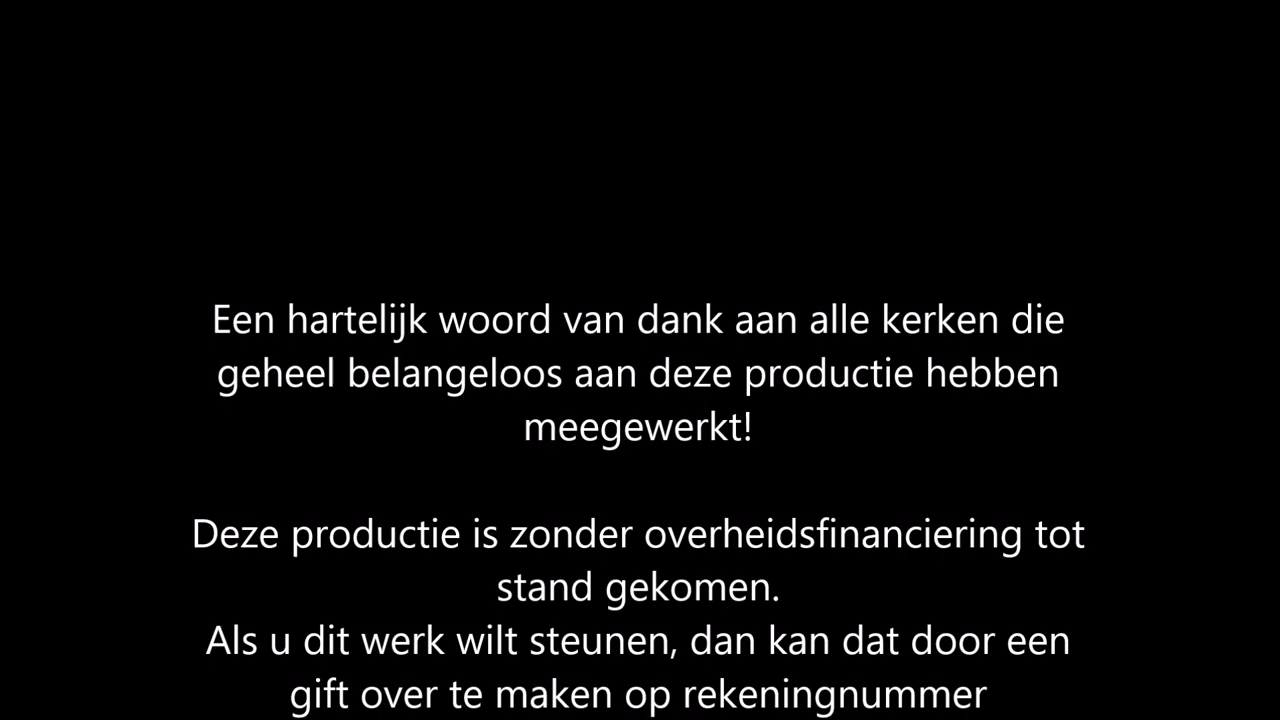 Een hartelijk woord van dank aan alle kerken die
geheel belangeloos aan deze productie hebben
meegewerkt!
Deze productie is zonder overheidsfinanciering tot
stand gekomen.
Als u dit werk wilt steunen, dan kan dat door een
gift over te maken op rekeningnummer